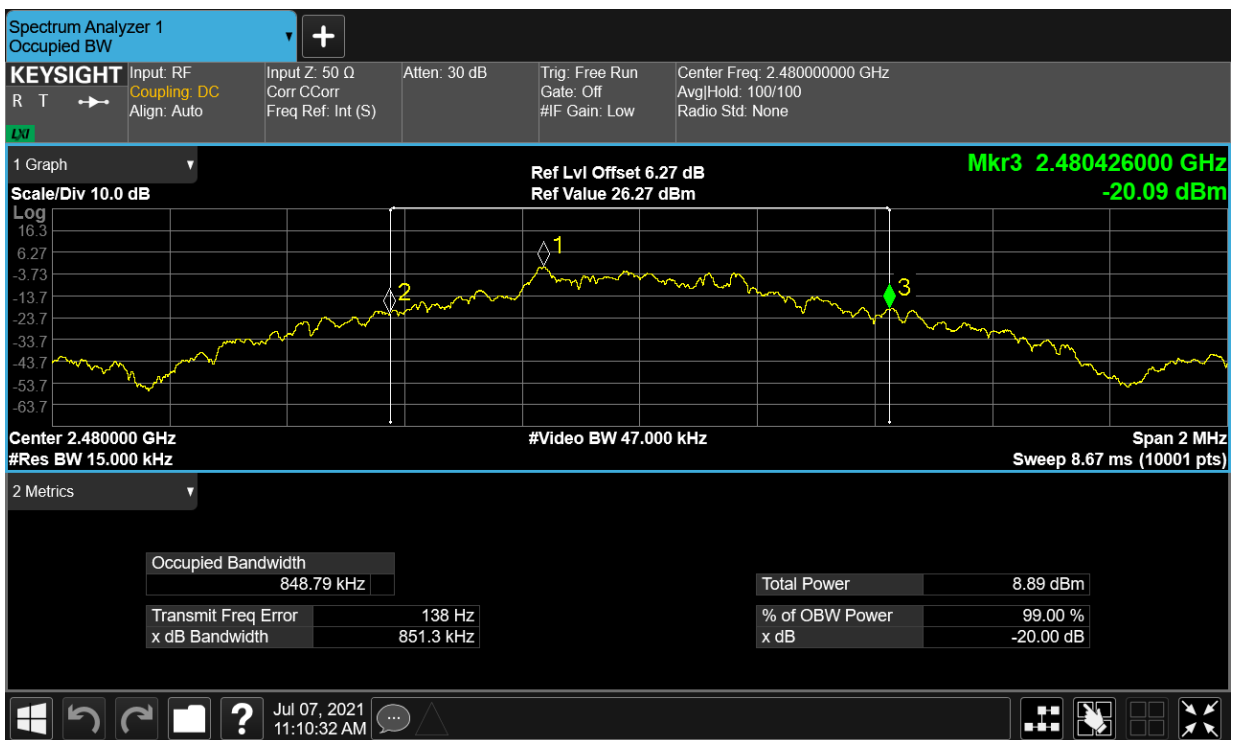 Spectrum Analyzer 1
Occupied BW
+
KEYSIGHT
R T
LXI
Input: RF
Coupling: DC
Align: Auto
Input Z: 50 Ω
Corr CCorr
Freq Ref: Int (S)
Atten: 30 dB
Trig: Free Run
Gate: Off
#IF Gain: Low
Center Freq: 2.480000000 GHz
Avg|Hold: 100/100
Radio Std: None
1 Graph
Scale/Div 10.0 dB
Ref Lvl Offset 6.27 dB
Ref Value 26.27 dBm
Mkr3 2.480426000 GHz
-20.09 dBm
Log
16.3
6.27
-3.73
-13.7
-23.7
-33.7
-43.7
-53.7
-63.7
1
2
3
Center 2.480000 GHz
#Video BW 47.000 kHz
Span 2 MHz
#Res BW 15.000 kHz
Sweep 8.67 ms (10001 pts)
2 Metrics
Occupied Bandwidth
848.79 kHz
Total Power 8.89 dBm
Transmit Freq Error 138 Hz
% of OBW Power 99.00 %
x dB Bandwidth 851.3 kHz
x dB -20.00 dB
?
Jul 07, 2021
11:10:32 AM